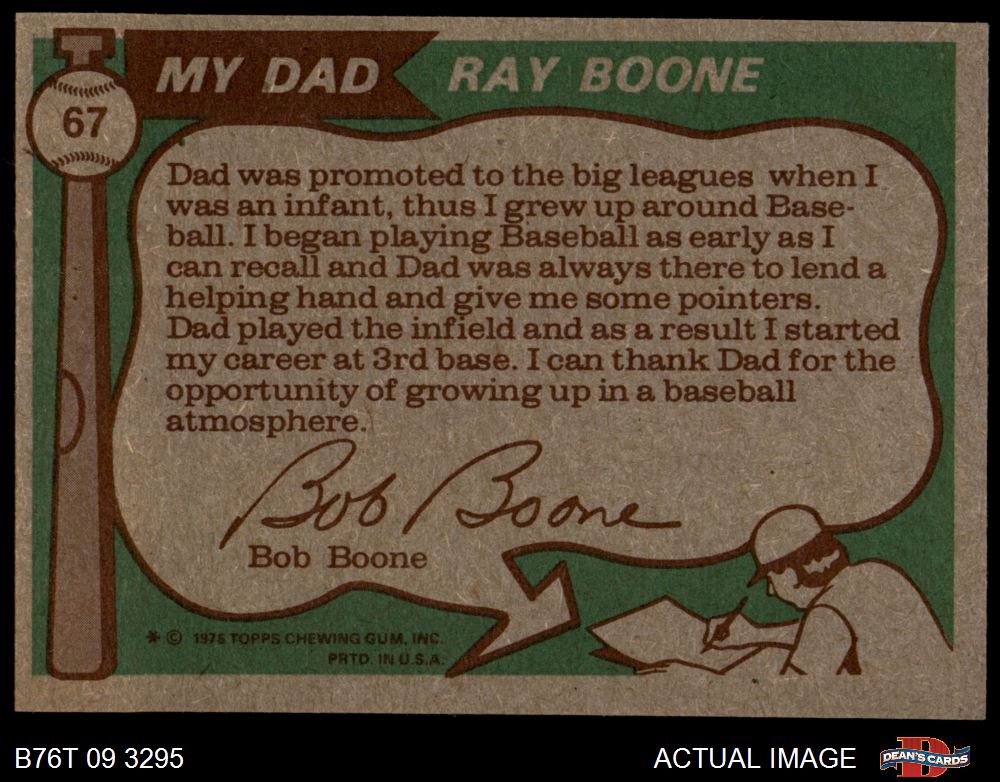 MY DAD RAY BOONE
67
Dad was promoted to the big leagues when I
was an infant, thus I grew up around Base-
ball. I began playing Baseball as early as I
can recall and Dad was always there to lend a
helping hand and give me some pointers.
Dad played the infield and as a result I started
my career at 3rd base. I can thank Dad for the
opportunity of growing up in a baseball
atmosphere.
Bob Boone
Bob Boone
* © 1976 TOPPS CHEWING GUM, INC.
PRTD. IN U.S.A.
B76T 09 3295
ACTUAL IMAGE
D
DEAN'S CARDS